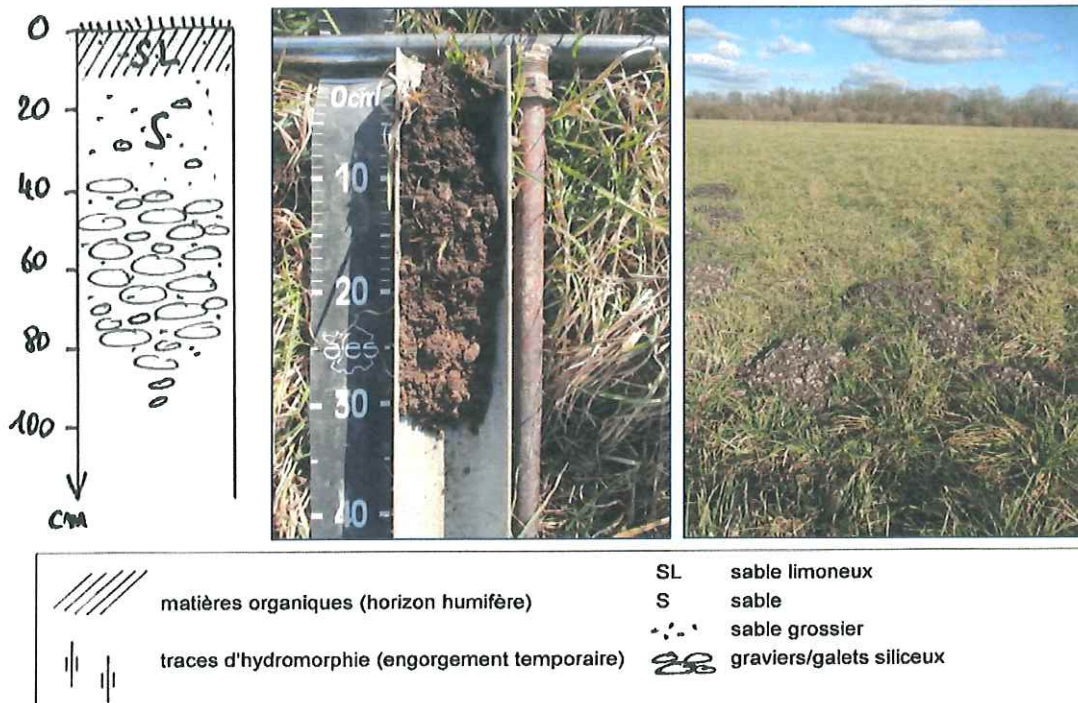 0
SL
20
S
40
60
80
100
cm
0cm
10
20
des
30
40
matières organiques (horizon humifère)
traces d'hydromorphie (engorgement temporaire)
SL sable limoneux
S sable
sable grossier
graviers/galets siliceux